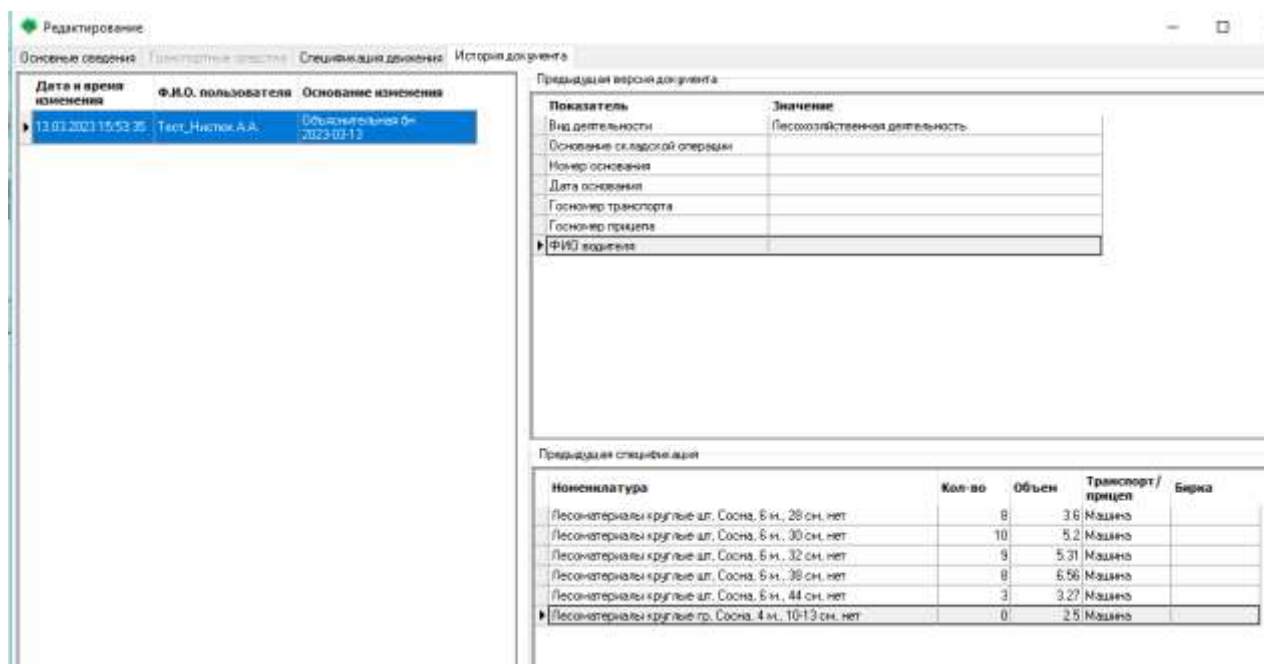 Редактирование
Основные сведения Транспортные средства Спецификация движения История документа
Дата и время изменения Ф.И.О. пользователя Основание изменения
13.03.2023 15:53:35 Тест_Нистюк А.А. Объяснительная бн 2023-03-13
Предыдущая версия документа
Показатель Значение
Вид деятельности Лесохозяйственная деятельность
Основание складской операции
Номер основания
Дата основания
Госномер транспорта
Госномер прицепа
ФИО водителя
Предыдущая спецификация
Номенклатура Кол-во Объем Транспорт/прицеп Бирка
Лесоматериалы круглые шт, Сосна, 6 м., 28 см, нет 8 3.6 Машина
Лесоматериалы круглые шт, Сосна, 6 м., 30 см, нет 10 5.2 Машина
Лесоматериалы круглые шт, Сосна, 6 м., 32 см, нет 9 5.31 Машина
Лесоматериалы круглые шт, Сосна, 6 м., 38 см, нет 8 6.56 Машина
Лесоматериалы круглые шт, Сосна, 6 м., 44 см, нет 3 3.27 Машина
Лесоматериалы круглые гр, Сосна, 4 м., 10-13 см, нет 0 2.5 Машина